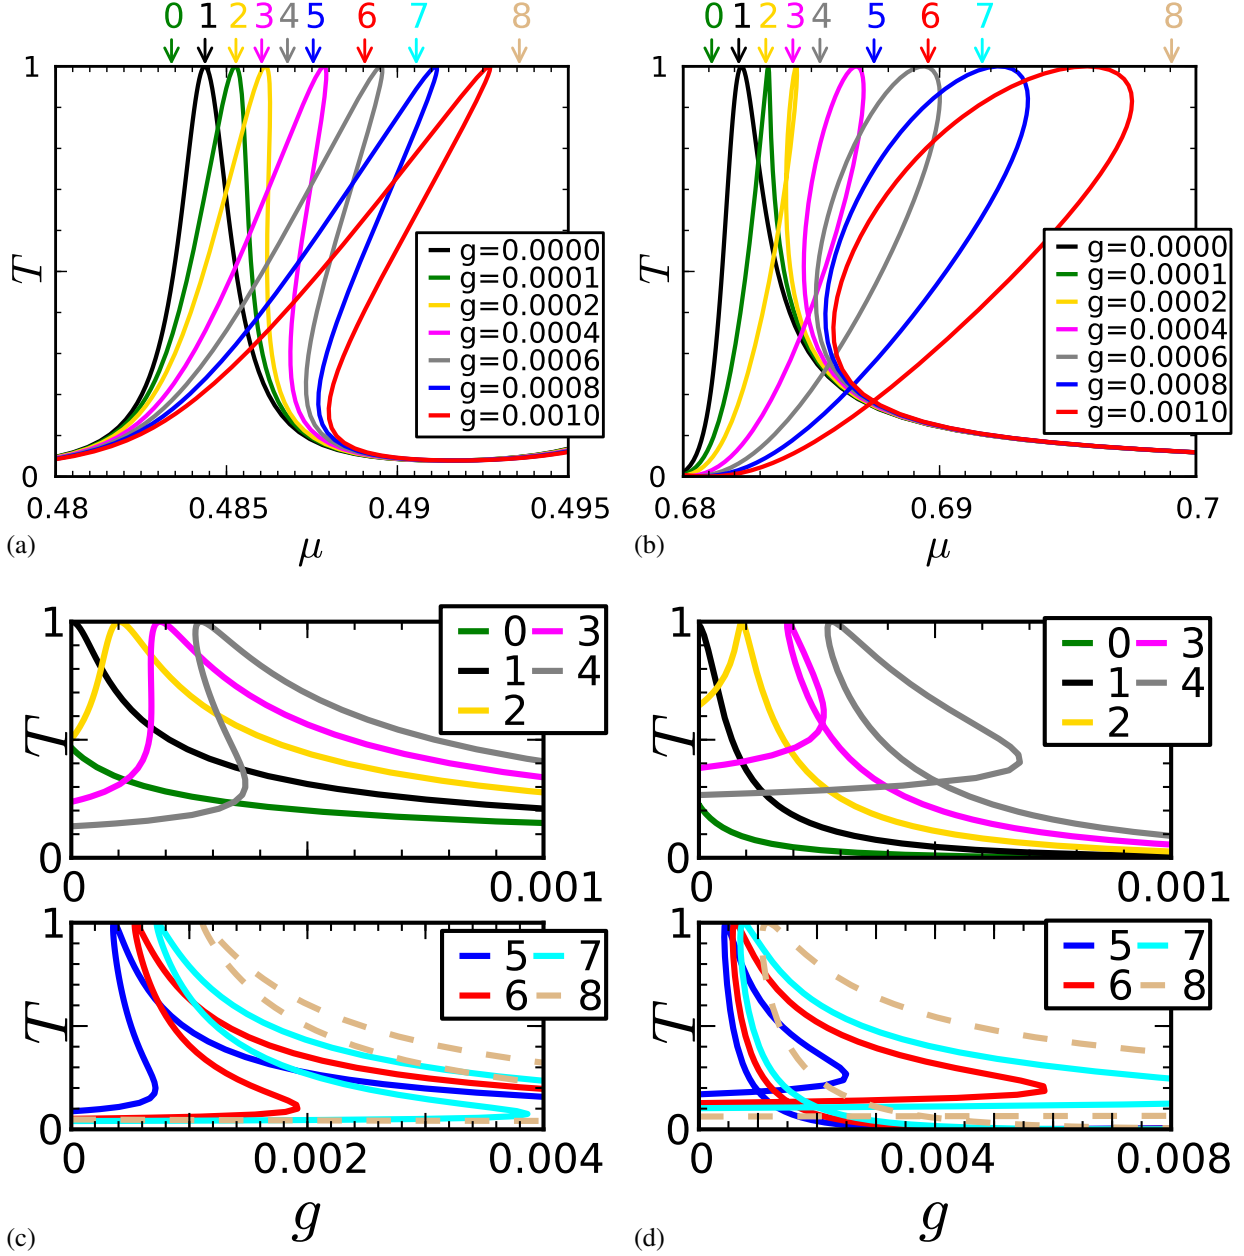 0 1 2 3 4 5 6 7 8
1
T
0
g=0.0000
g=0.0001
g=0.0002
g=0.0004
g=0.0006
g=0.0008
g=0.0010
0.48 0.485 0.49 0.495
(a) μ
0 1 2 3 4 5 6 7 8
1
T
0
g=0.0000
g=0.0001
g=0.0002
g=0.0004
g=0.0006
g=0.0008
g=0.0010
0.68 0.69 0.7
(b) μ
1
T
0
0 3
1 4
2
0 0.001
1
T
0
5 7
6 8
0 0.002 0.004
(c) g
1
T
0
0 3
1 4
2
0 0.001
1
T
0
5 7
6 8
0 0.004 0.008
(d) g